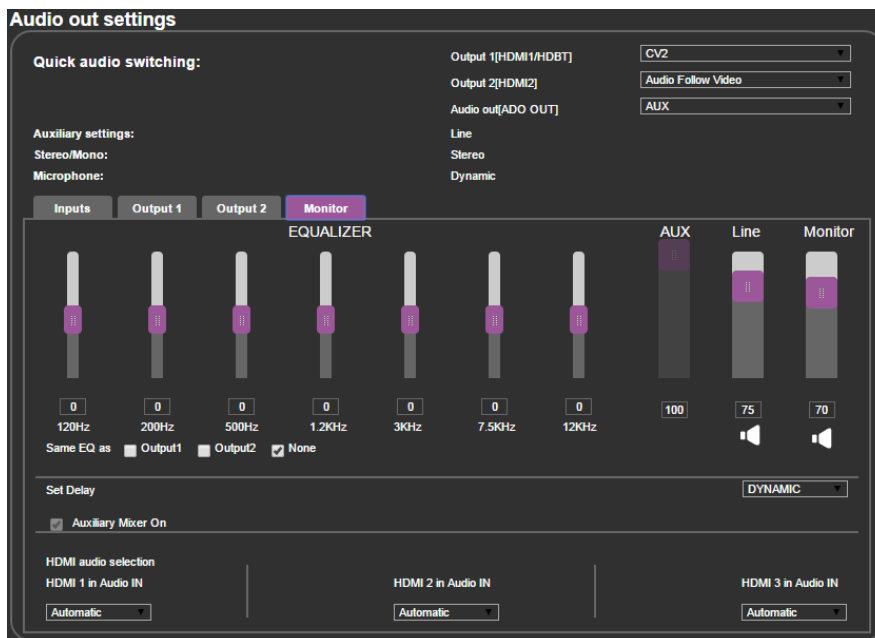 Audio out settings
Quick audio switching:
Output 1[HDMI1/HDBT]
CV2
Output 2[HDMI2]
Audio Follow Video
Audio out[ADO OUT]
AUX
Auxiliary settings:
Line
Stereo/Mono:
Stereo
Microphone:
Dynamic
Inputs
Output 1
Output 2
Monitor
EQUALIZER
AUX
Line
Monitor
0
0
0
0
0
0
0
100
75
70
120Hz
200Hz
500Hz
1.2KHz
3KHz
7.5KHz
12KHz
Same EQ as
Output1
Output2
None
Set Delay
DYNAMIC
Auxiliary Mixer On
HDMI audio selection
HDMI 1 in Audio IN
HDMI 2 in Audio IN
HDMI 3 in Audio IN
Automatic
Automatic
Automatic